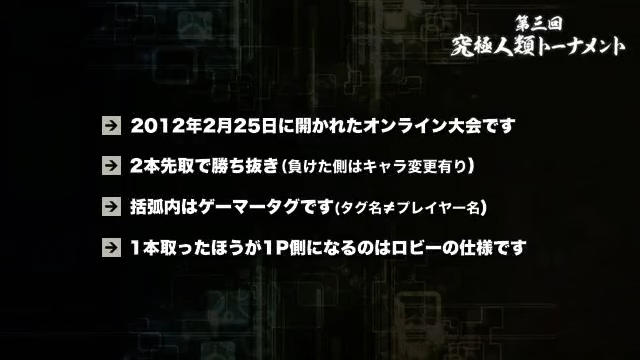 第三回
究極人類トーナメント
2012年2月25日に開かれたオンライン大会です
2本先取で勝ち抜き(負けた側はキャラ変更有り)
括弧内はゲーマータグです(タグ名≠プレイヤー名)
1本取ったほうが1P側になるのはロビーの仕様です